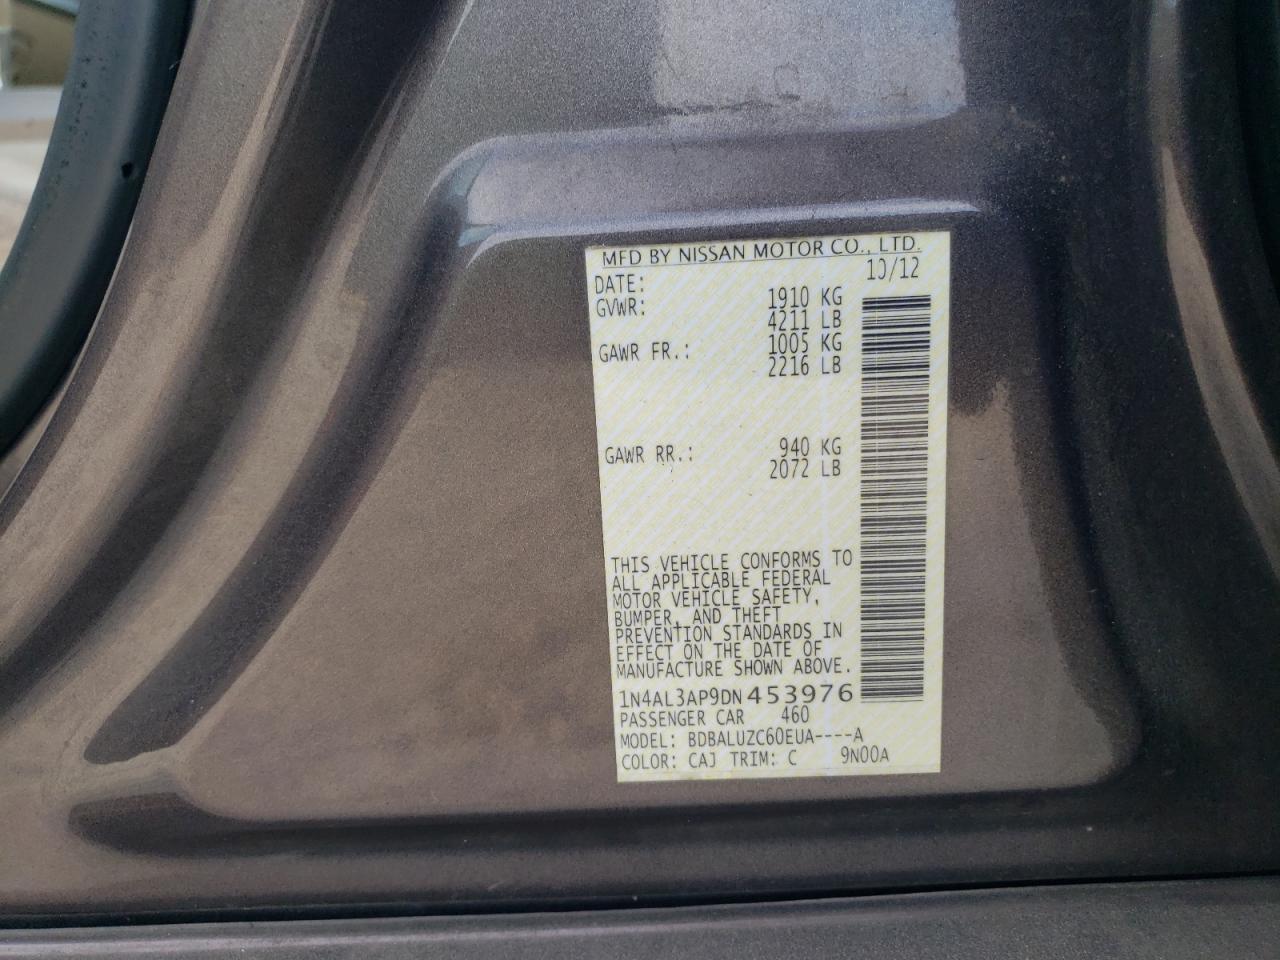 MFD BY NISSAN MOTOR CO., LTD.
DATE: 10/12
GVWR: 1910 KG
4211 LB
GAWR FR.: 1005 KG
2216 LB
GAWR RR.: 940 KG
2072 LB
THIS VEHICLE CONFORMS TO
ALL APPLICABLE FEDERAL
MOTOR VEHICLE SAFETY,
BUMPER, AND THEFT
PREVENTION STANDARDS IN
EFFECT ON THE DATE OF
MANUFACTURE SHOWN ABOVE.
1N4AL3AP9DN453976
PASSENGER CAR 460
MODEL: BDBALUZC60EUA----A
COLOR: CAJ TRIM: C 9N00A